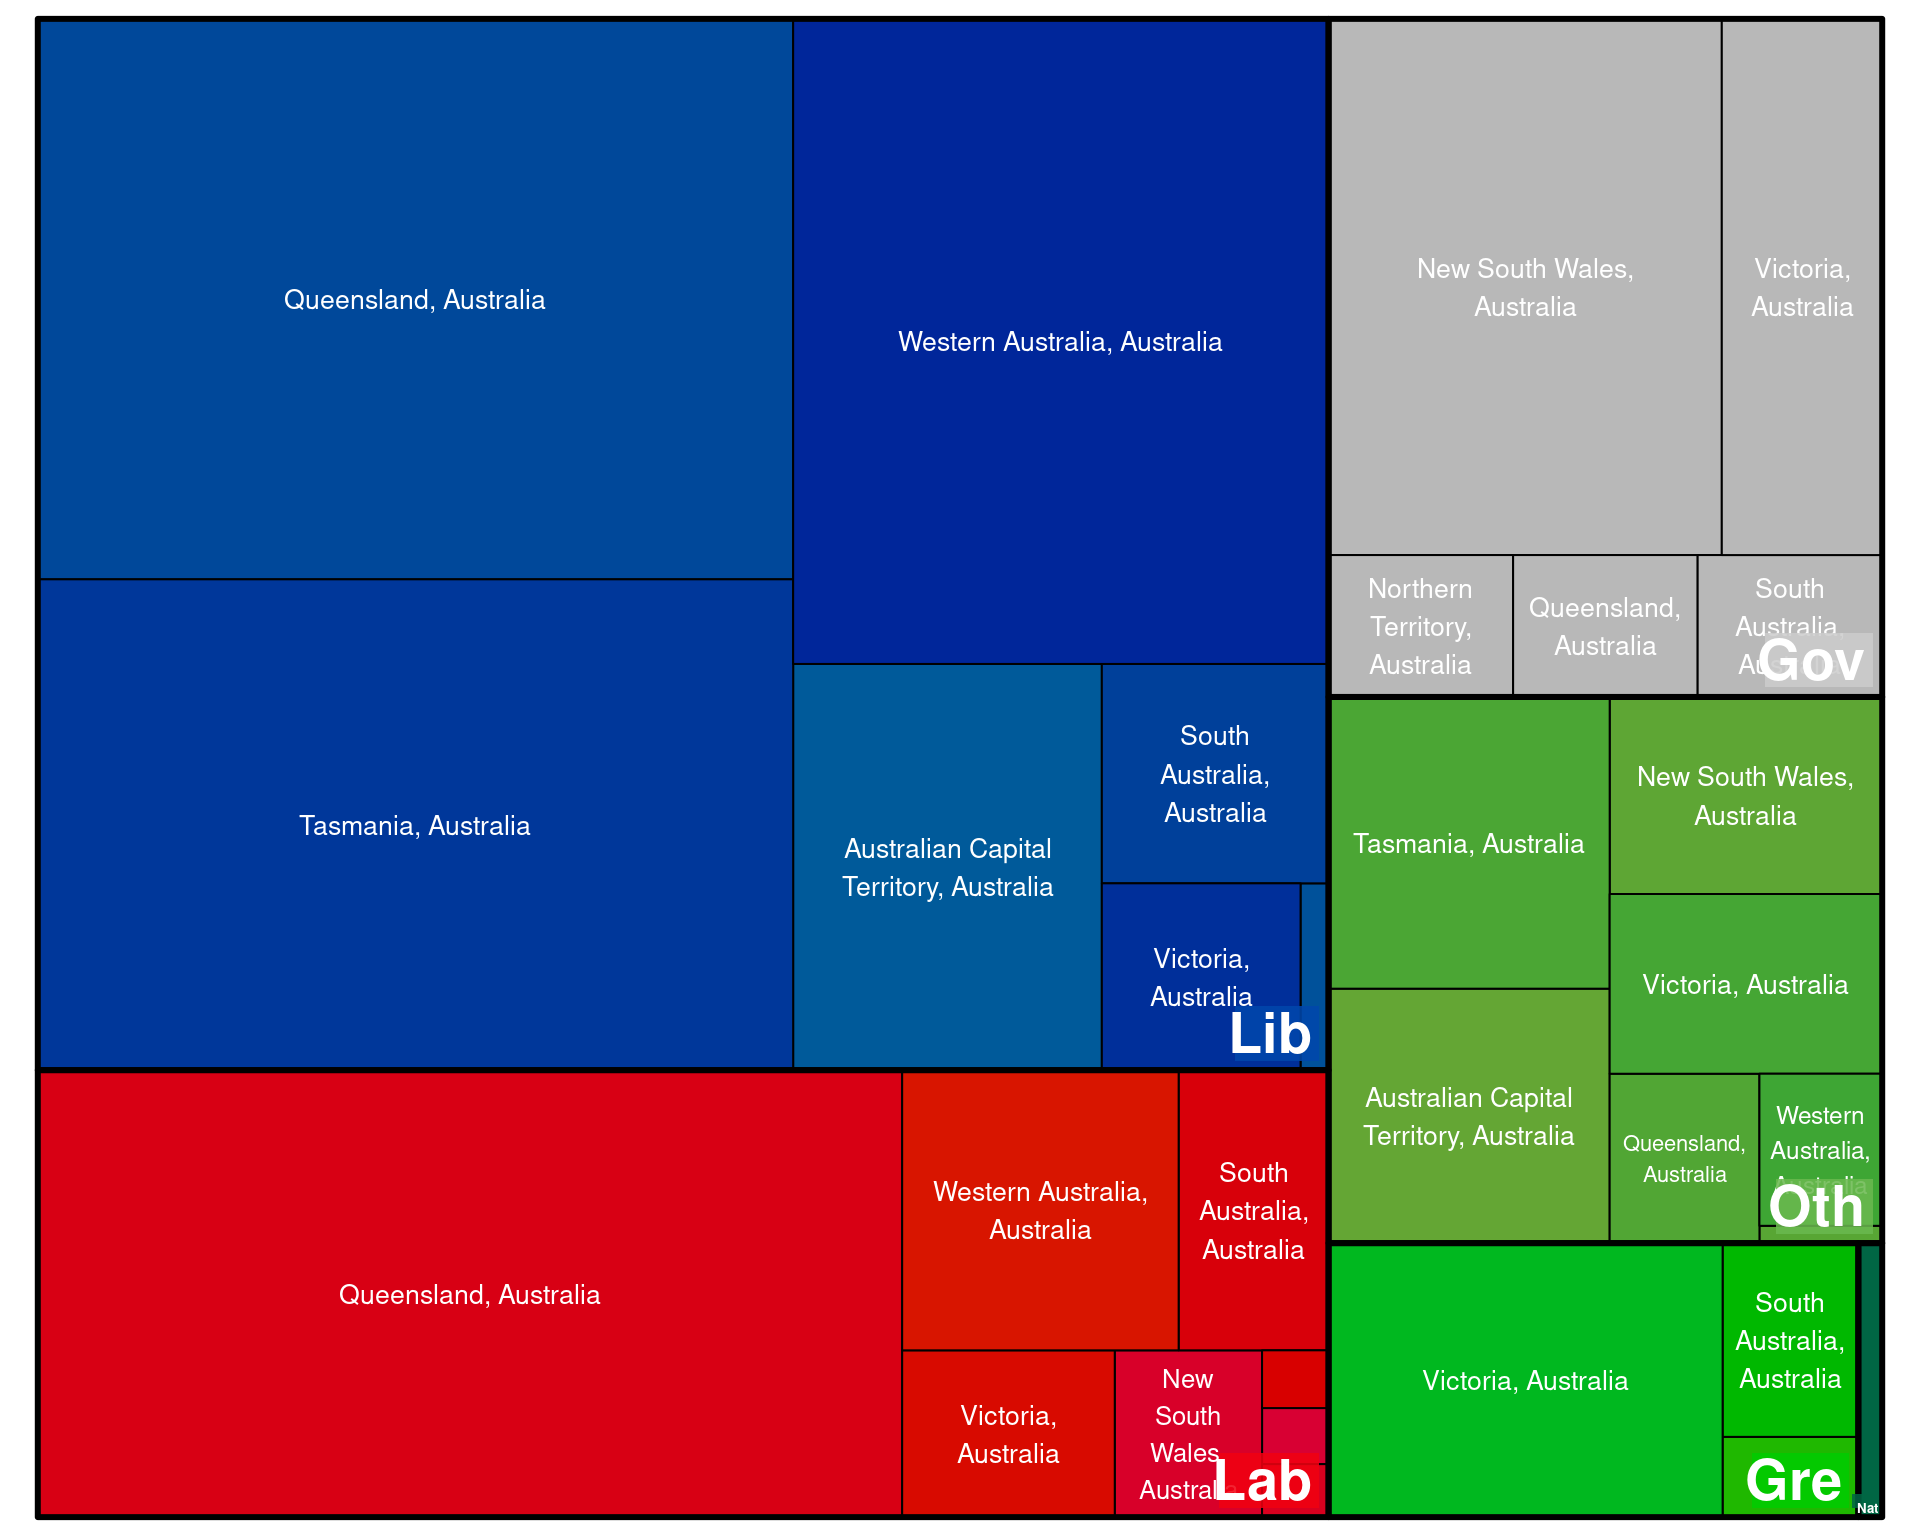 Queensland, Australia
Western Australia, Australia
Tasmania, Australia
Australian Capital
Territory, Australia
South
Australia,
Australia
Victoria,
Australia
Lib
New South Wales,
Australia
Victoria,
Australia
Northern
Territory,
Australia
Queensland,
Australia
South
Australia,
Gov
Tasmania, Australia
New South Wales,
Australia
Victoria, Australia
Australian Capital
Territory, Australia
Queensland,
Australia
Western
Australia,
Australia
Oth
Queensland, Australia
Western Australia,
Australia
South
Australia,
Australia
Victoria,
Australia
New
South
Wales
Australia
Lab
Victoria, Australia
South
Australia,
Australia
Gre
Nat